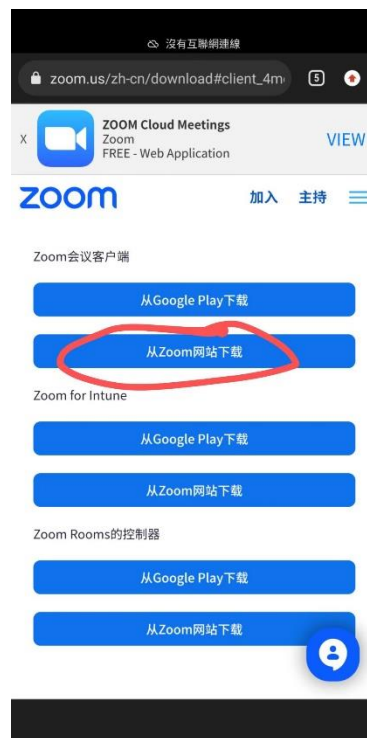 沒有互聯網連線
zoom.us/zh-cn/download#client_4m
5
ZOOM Cloud Meetings
X
Zoom
VIEW
FREE - Web Application
zoom
加入
主持
Zoom会议客户端
从Google Play下载
从Zoom网站下载
Zoom for Intune
从Google Play下载
从Zoom网站下载
Zoom Rooms的控制器
从Google Play下载
从Zoom网站下载